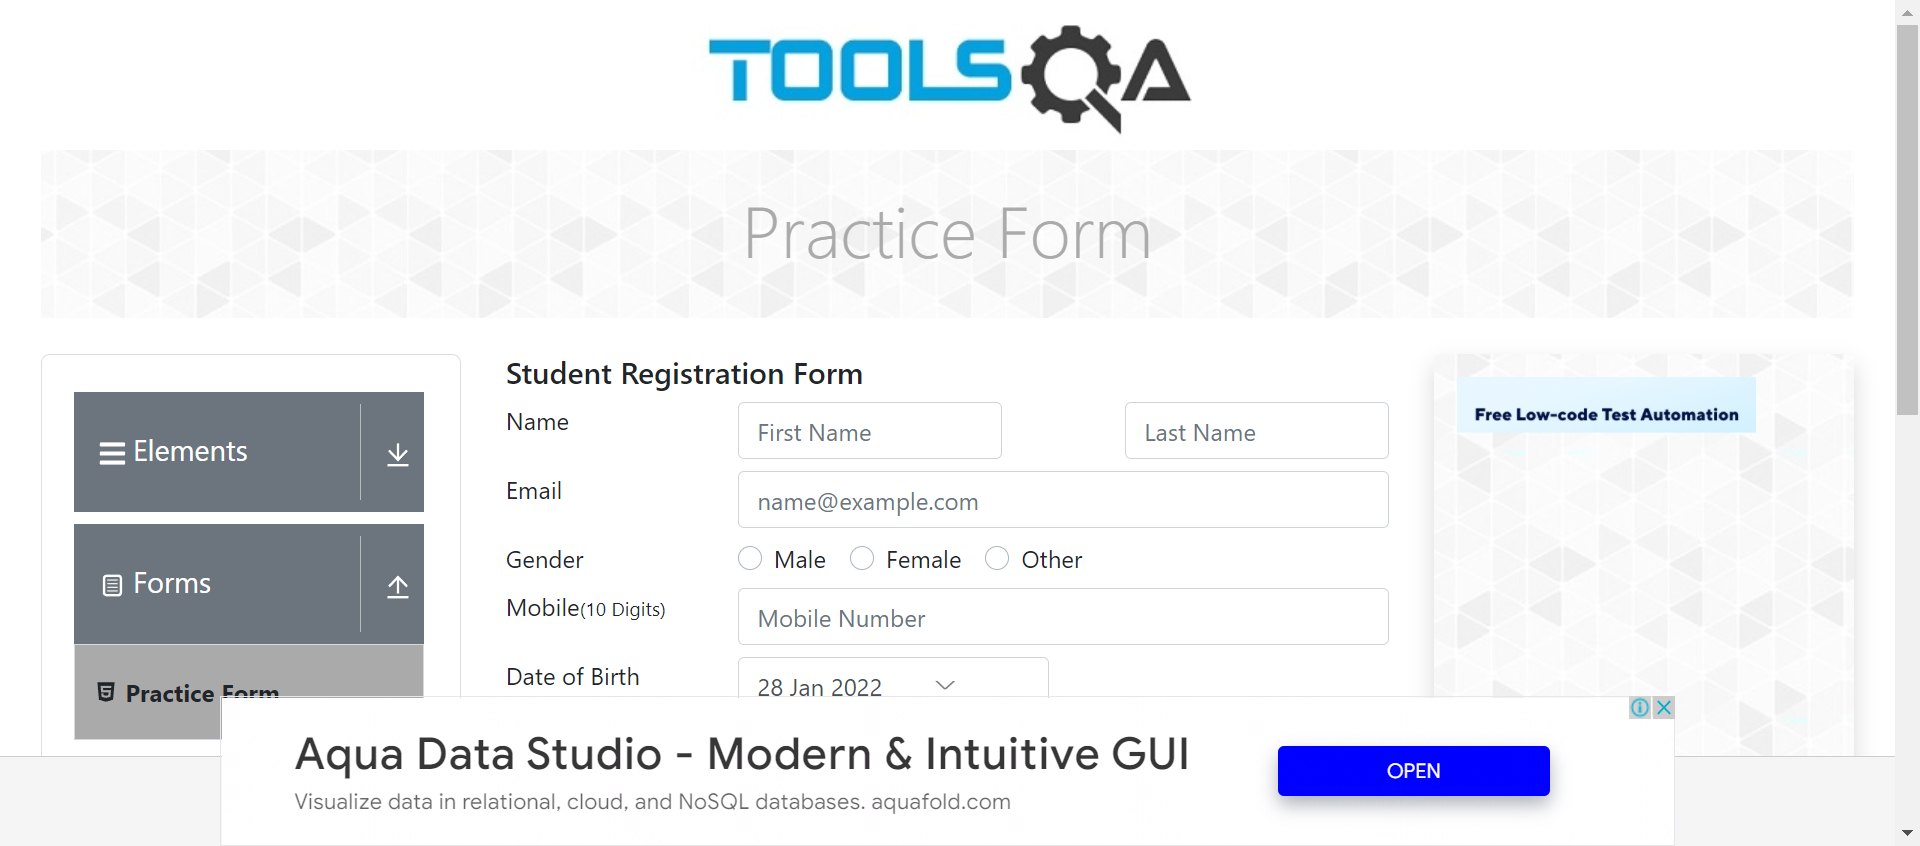 TOOLSQA
Practice Form
Elements
Forms
Practice Form
Student Registration Form
Name
First Name
Last Name
Email
name@example.com
Gender
Male
Female
Other
Mobile(10 Digits)
Mobile Number
Date of Birth
28 Jan 2022
Free Low-code Test Automation
Aqua Data Studio - Modern & Intuitive GUI
Visualize data in relational, cloud, and NoSQL databases. aquafold.com
OPEN